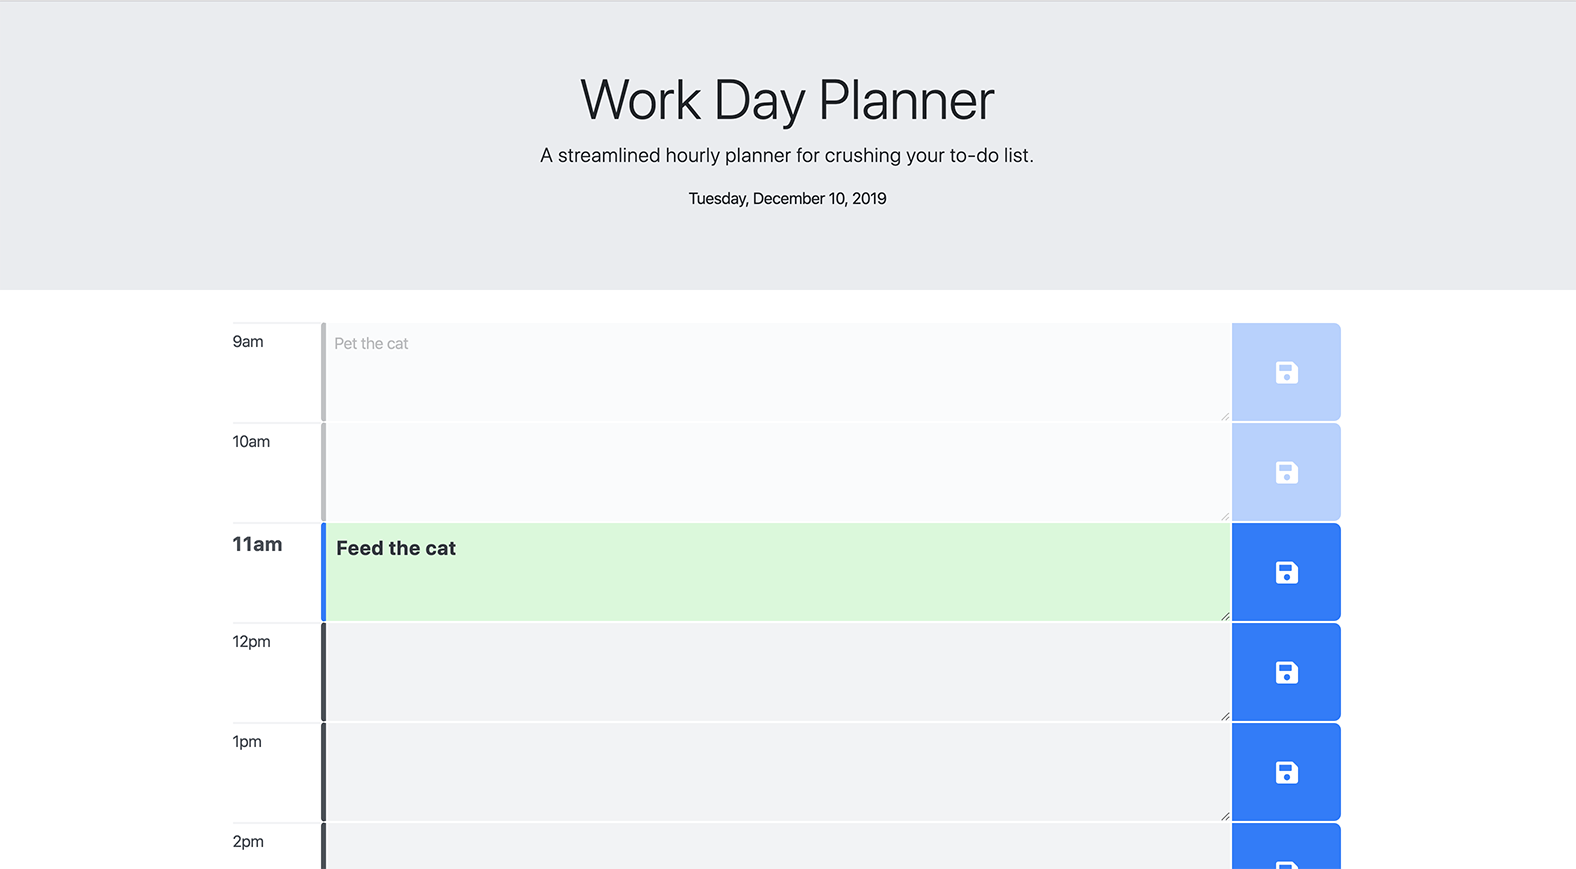 Work Day Planner
A streamlined hourly planner for crushing your to-do list.
Tuesday, December 10, 2019
9am
Pet the cat
10am
11am
Feed the cat
12pm
1pm
2pm